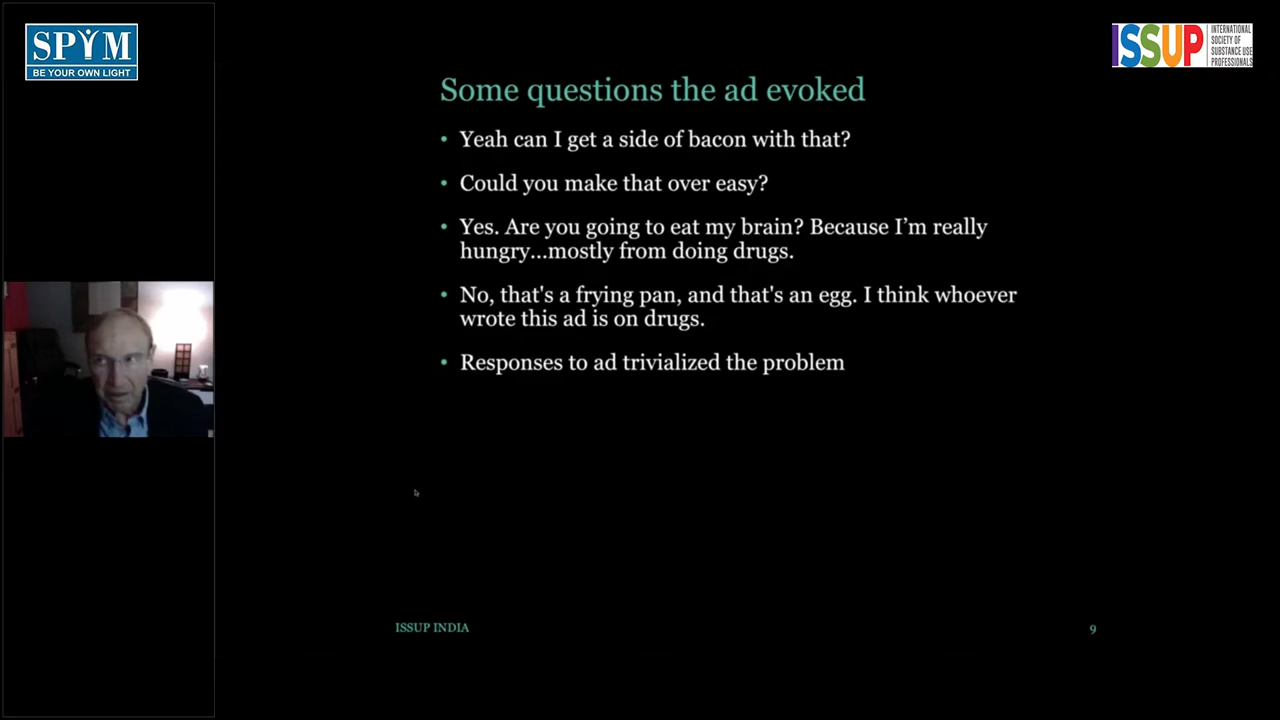 SPYM
BE YOUR OWN LIGHT
ISSUP
INTERNATIONAL
SOCIETY OF
SUBSTANCE USE
PROFESSIONALS
Some questions the ad evoked
• Yeah can I get a side of bacon with that?
• Could you make that over easy?
• Yes. Are you going to eat my brain? Because I’m really
hungry...mostly from doing drugs.
• No, that's a frying pan, and that's an egg. I think whoever
wrote this ad is on drugs.
• Responses to ad trivialized the problem
ISSUP INDIA
9